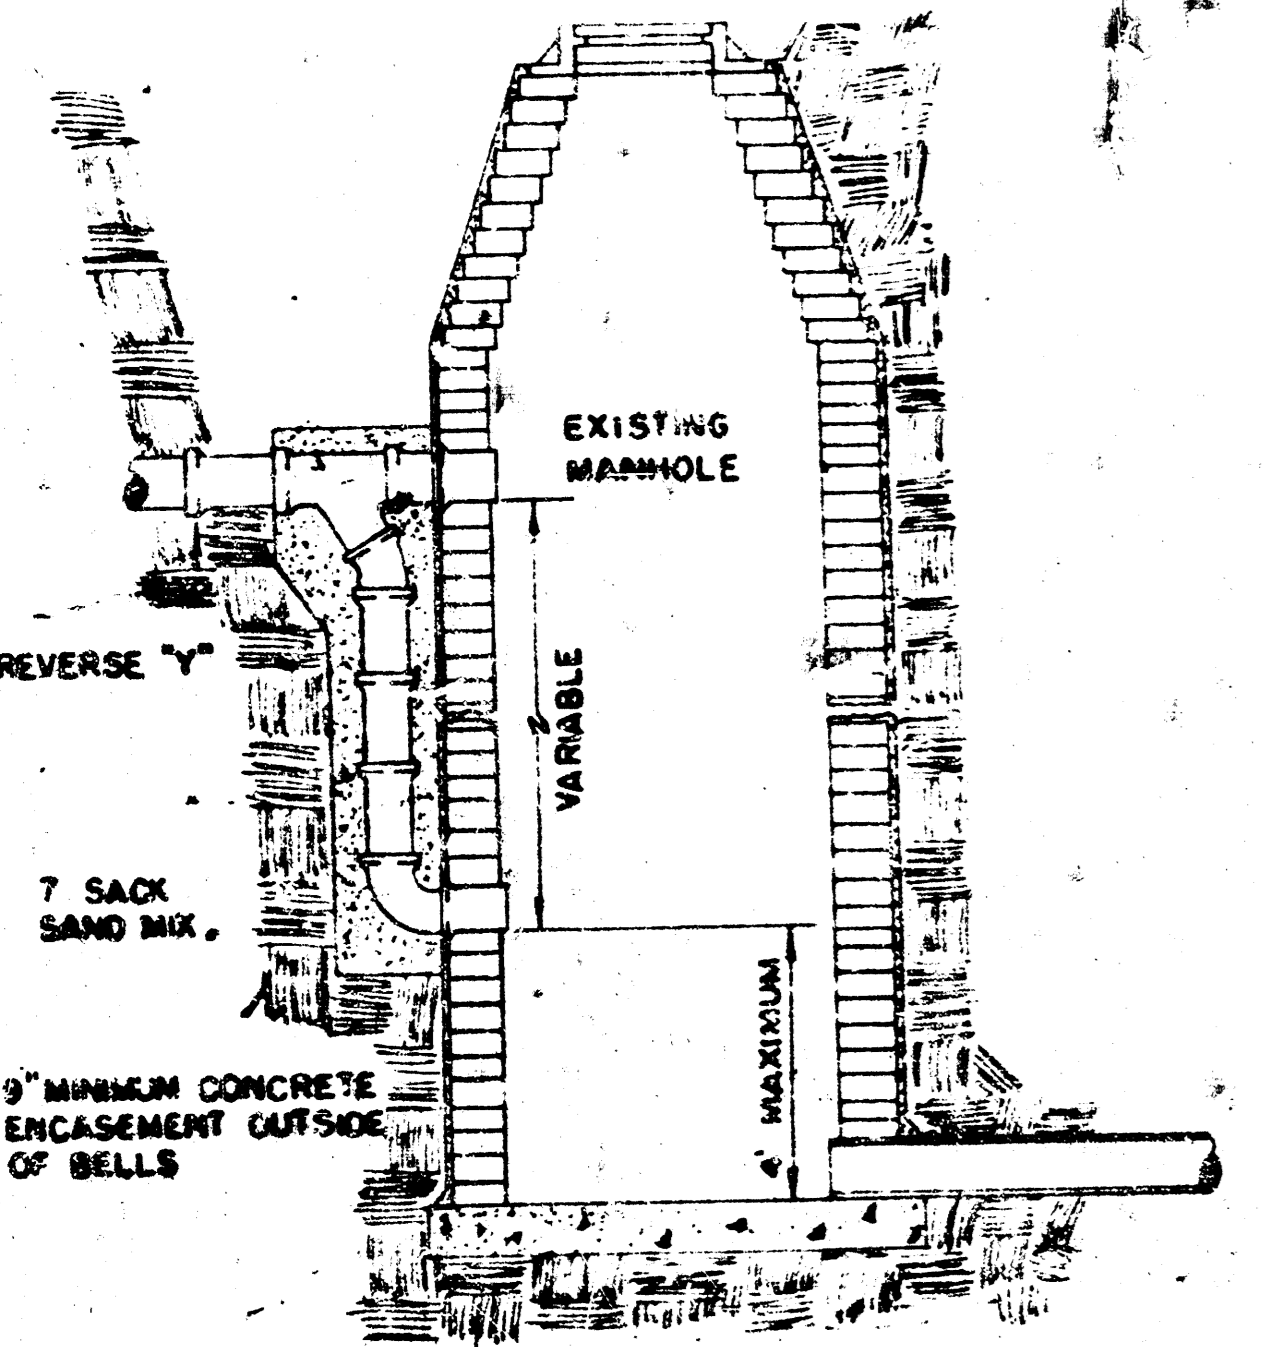 EXISTING
MANHOLE
REVERSE "Y"
VARIABLE
7 SACK
SAND MIX.
4' MAXIMUM
9" MINIMUM CONCRETE
ENCASEMENT OUTSIDE
OF BELLS